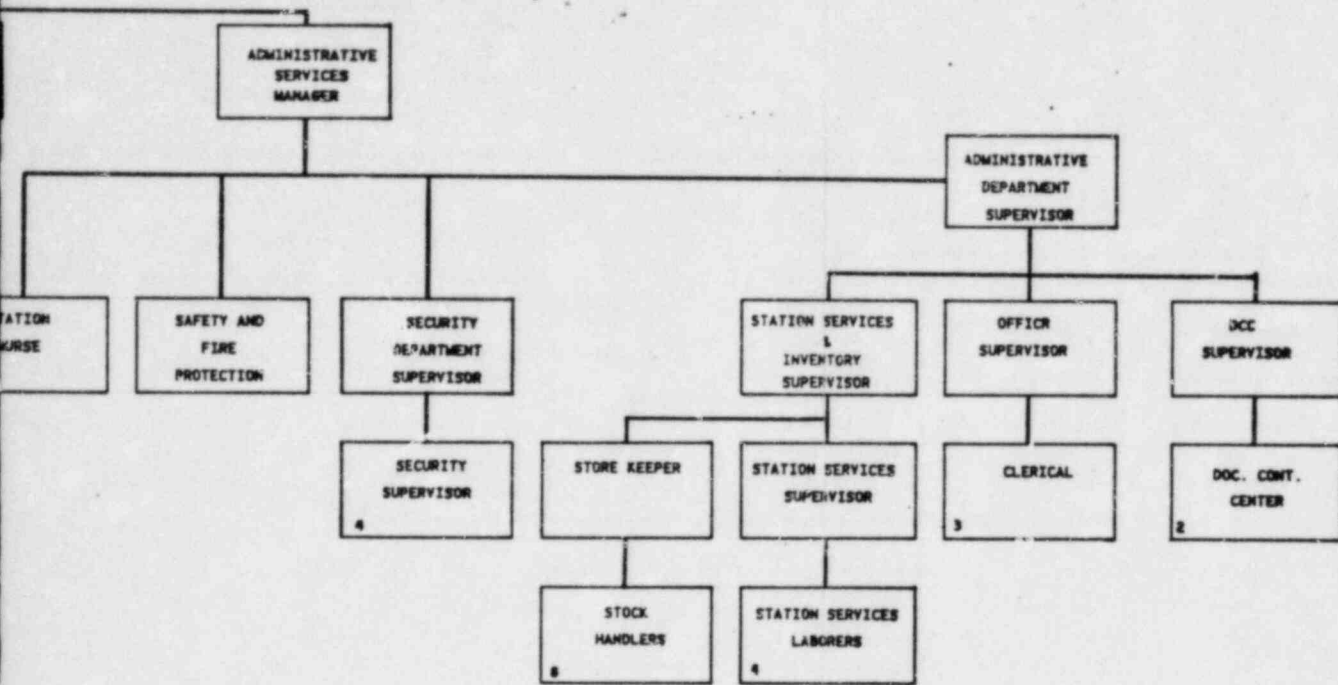 ADMINISTRATIVE
SERVICES
MANAGER
ADMINISTRATIVE
DEPARTMENT
SUPERVISOR
TATION
NURSE
SAFETY AND
FIRE
PROTECTION
SECURITY
DEPARTMENT
SUPERVISOR
STATION SERVICES
&
INVENTORY
SUPERVISOR
OFFICE
SUPERVISOR
DCC
SUPERVISOR
SECURITY
SUPERVISOR
4
STORE KEEPER
STATION SERVICES
SUPERVISOR
CLERICAL
3
DOC. CONT.
CENTER
2
STOCK
HANDLERS
STATION SERVICES
LABORERS
4